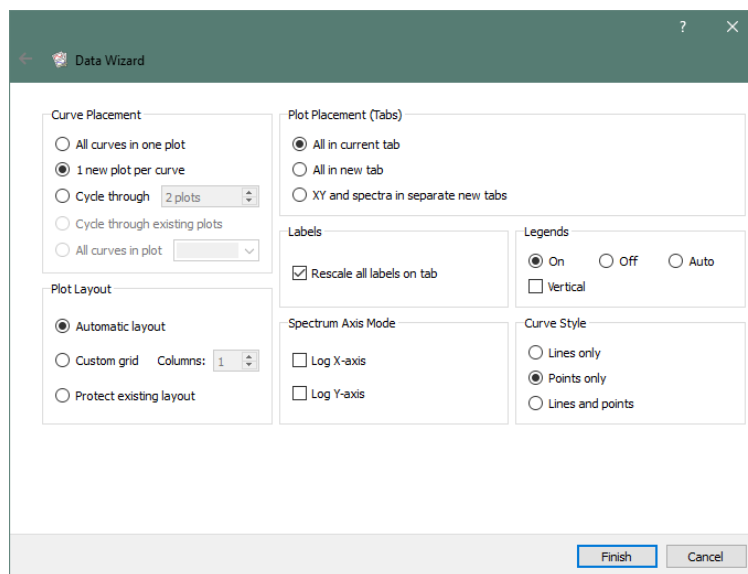 ?
Data Wizard
Curve Placement
All curves in one plot
1 new plot per curve
Cycle through 2 plots
Cycle through existing plots
All curves in plot
Plot Layout
Automatic layout
Custom grid Columns: 1
Protect existing layout
Plot Placement (Tabs)
All in current tab
All in new tab
XY and spectra in separate new tabs
Labels
Rescale all labels on tab
Legends
On Off Auto
Vertical
Spectrum Axis Mode
Log X-axis
Log Y-axis
Curve Style
Lines only
Points only
Lines and points
Finish Cancel